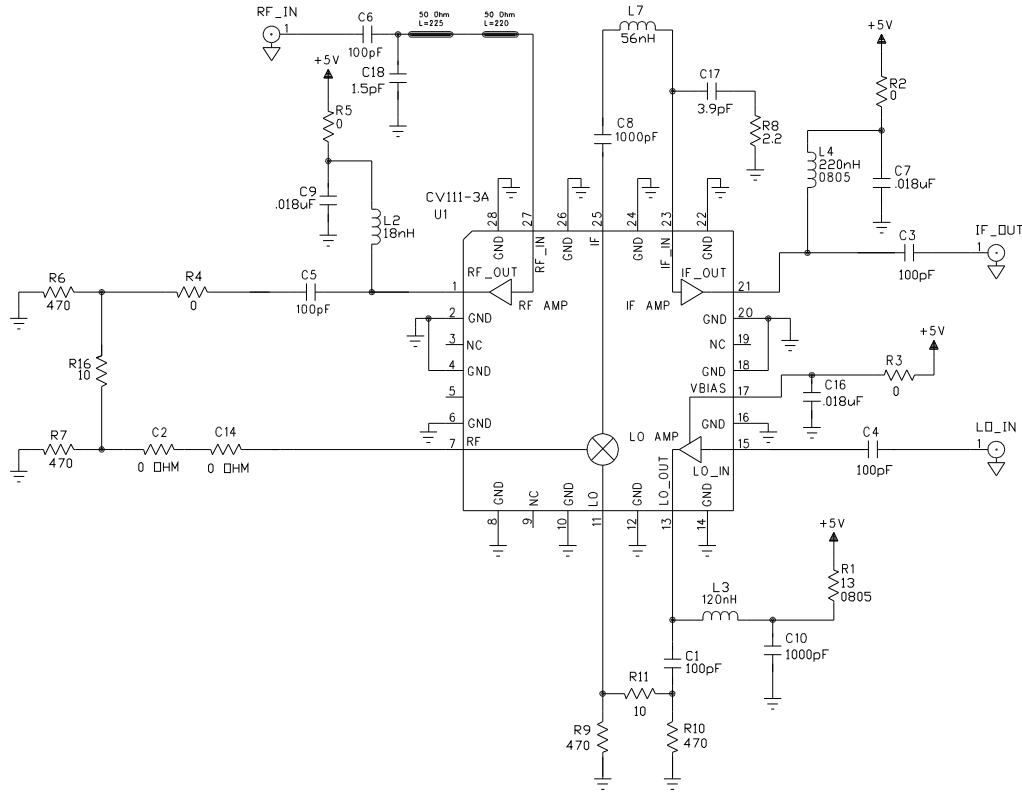 RF_IN
1
C6
100pF
50 Ohm
L=225
50 Ohm
L=220
C18
1.5pF
+5V
R5
0
C9
.018uF
L2
18nH
L7
56nH
C17
3.9pF
R8
2.2
C8
1000pF
+5V
R2
0
L4
220nH
0805
C7
.018uF
C3
100pF
IF_OUT
1
CV111-3A
U1
28
27
26
25
24
23
22
GND
RF_IN
GND
IF
GND
IF_IN
GND
RF_OUT
RF AMP
IF_OUT
IF AMP
R6
470
R4
0
C5
100pF
1
2
GND
3
NC
4
GND
5
6
GND
7
RF
R16
10
R7
470
C2
0 OHM
C14
0 OHM
21
20
GND
19
NC
18
GND
17
VBIAS
16
GND
15
LO AMP
LO_IN
+5V
R3
0
C16
.018uF
C4
100pF
LO_IN
1
GND
NC
GND
LO
GND
LO_OUT
GND
8
9
10
11
12
13
14
+5V
R1
13
0805
L3
120nH
C10
1000pF
C1
100pF
R11
10
R9
470
R10
470